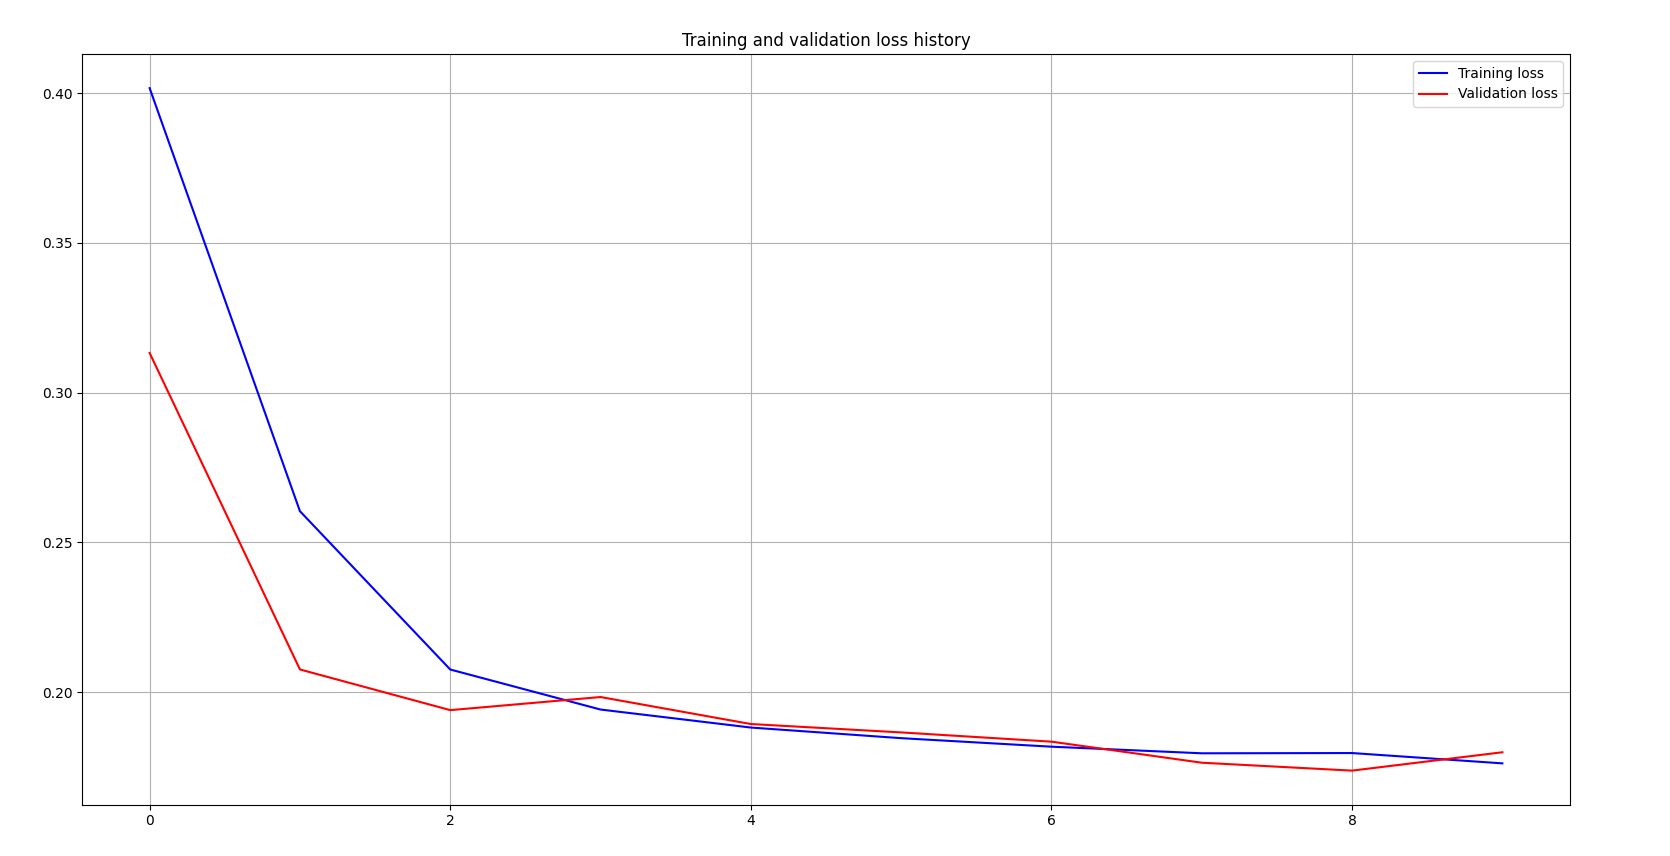 Training and validation loss history
Training loss
Validation loss
0.40
0.35
0.30
0.25
0.20
0 2 4 6 8